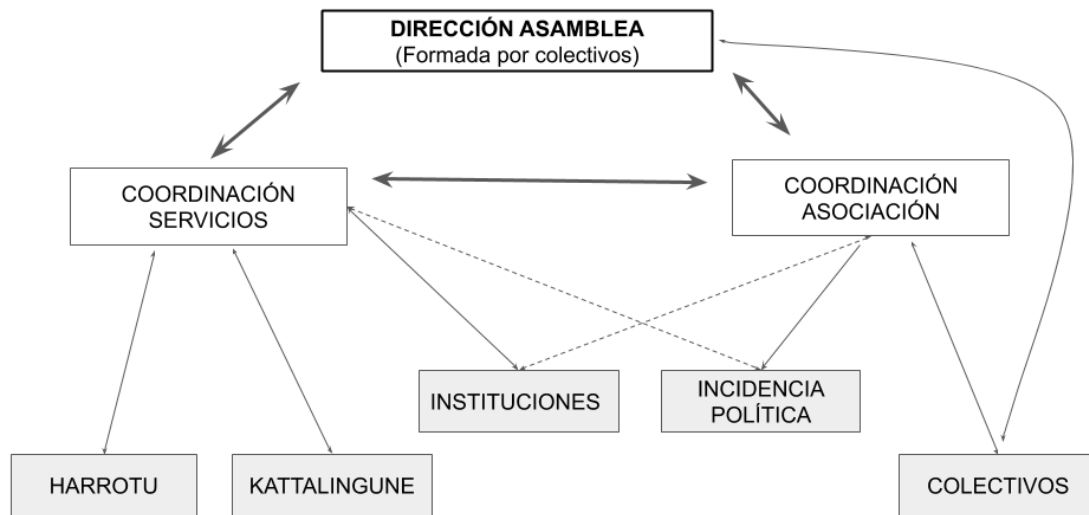 DIRECCIÓN ASAMBLEA
(Formada por colectivos)
COORDINACIÓN
SERVICIOS
COORDINACIÓN
ASOCIACIÓN
INSTITUCIONES
INCIDENCIA
POLÍTICA
HARROTU
KATTALINGUNE
COLECTIVOS